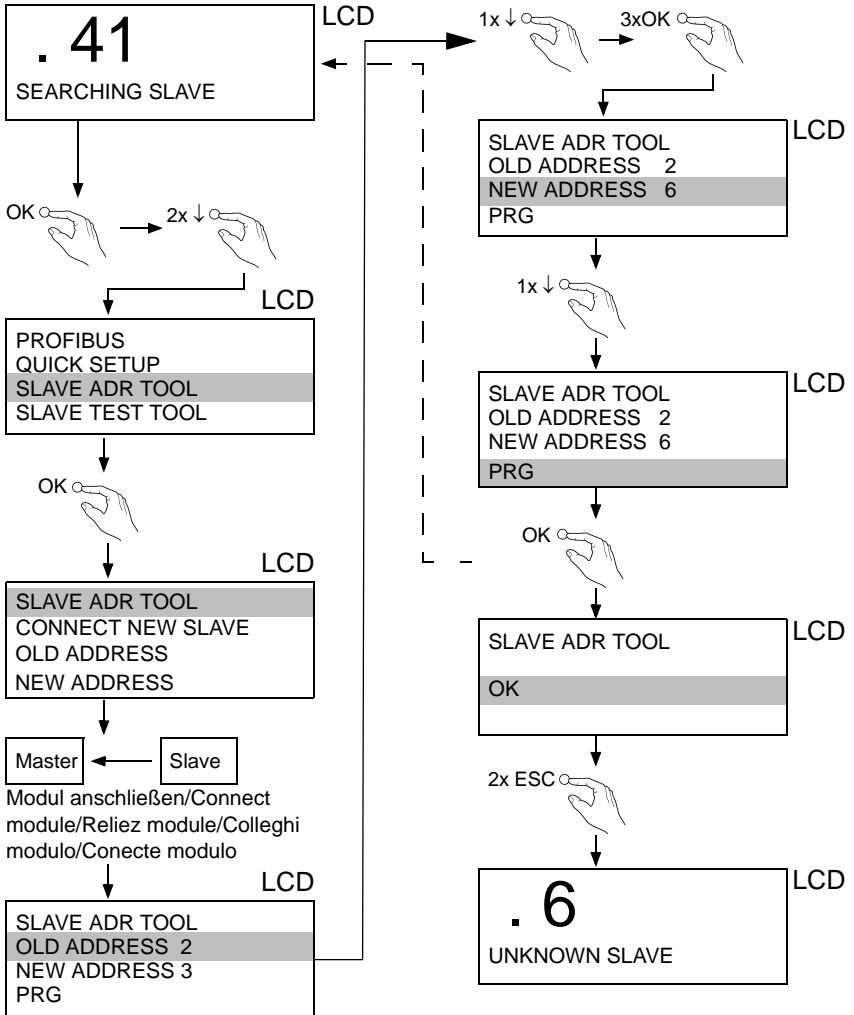 LCD
. 41
SEARCHING SLAVE
OK
2x ↓
LCD
PROFIBUS
QUICK SETUP
SLAVE ADR TOOL
SLAVE TEST TOOL
OK
LCD
SLAVE ADR TOOL
CONNECT NEW SLAVE
OLD ADDRESS
NEW ADDRESS
Master
Slave
Modul anschließen/Connect
module/Reliez module/Colleghi
modulo/Conecte modulo
LCD
SLAVE ADR TOOL
OLD ADDRESS 2
NEW ADDRESS 3
PRG
1x ↓
3xOK
LCD
SLAVE ADR TOOL
OLD ADDRESS 2
NEW ADDRESS 6
PRG
1x ↓
LCD
SLAVE ADR TOOL
OLD ADDRESS 2
NEW ADDRESS 6
PRG
OK
LCD
SLAVE ADR TOOL
OK
2x ESC
LCD
. 6
UNKNOWN SLAVE